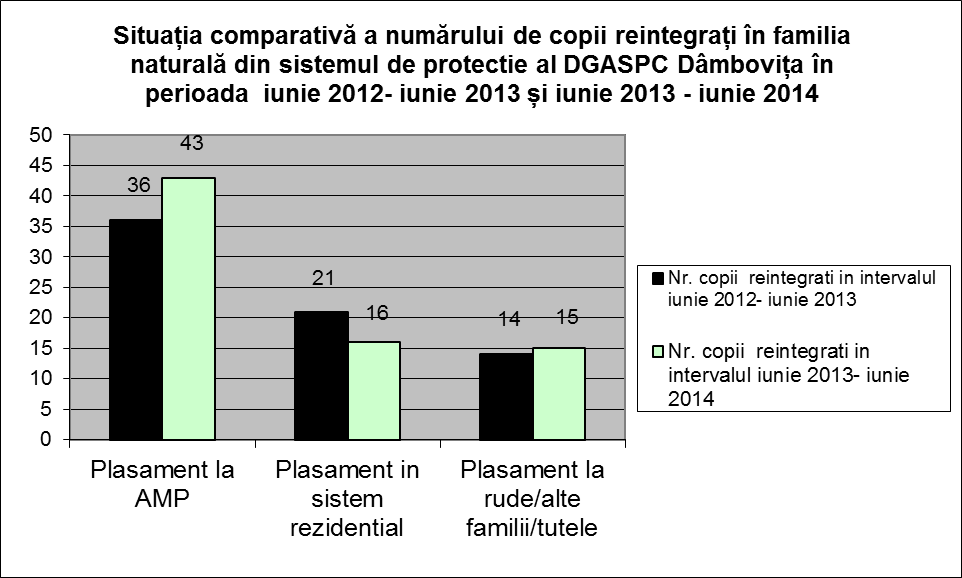 Situația comparativă a numărului de copii reintegrați în familia
naturală din sistemul de protectie al DGASPC Dâmbovița în
perioada iunie 2012- iunie 2013 și iunie 2013 - iunie 2014
50
45
40
35
30
25
20
15
10
5
0
36
43
21
16
14
15
Plasament la
AMP
Plasament in
sistem
rezidential
Plasament la
rude/alte
familii/tutele
Nr. copii reintegrati in intervalul
iunie 2012- iunie 2013
Nr. copii reintegrati in
intervalul iunie 2013- iunie
2014